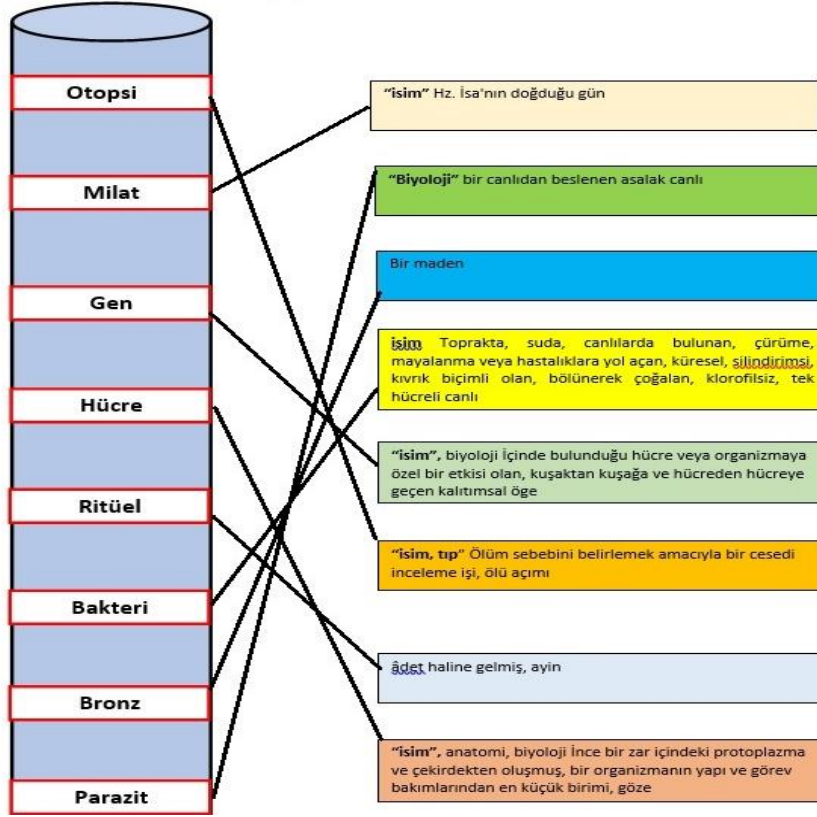 Otopsi
Milat
Gen
Hücre
Ritüel
Bakteri
Bronz
Parazit
"isim" Hz. İsa'nın doğduğu gün
"Biyoloji" bir canlıdan beslenen asalak canlı
Bir maden
isim Toprakta, suda, canlılarda bulunan, çürüme,
mayalanma veya hastalıklara yol açan, küresel, silindirimsi,
kıvrık biçimli olan, bölünerek çoğalan, klorofilsiz, tek
hücreli canlı
"isim", biyoloji İçinde bulunduğu hücre veya organizmaya
özel bir etkisi olan, kuşaktan kuşağa ve hücreden hücreye
geçen kalıtımsal öge
"isim, tıp" Ölüm sebebini belirlemek amacıyla bir cesedi
inceleme işi, ölü açımı
âdet haline gelmiş, ayin
"isim", anatomi, biyoloji İnce bir zar içindeki protoplazma
ve çekirdekten oluşmuş, bir organizmanın yapı ve görev
bakımlarından en küçük birimi, göze